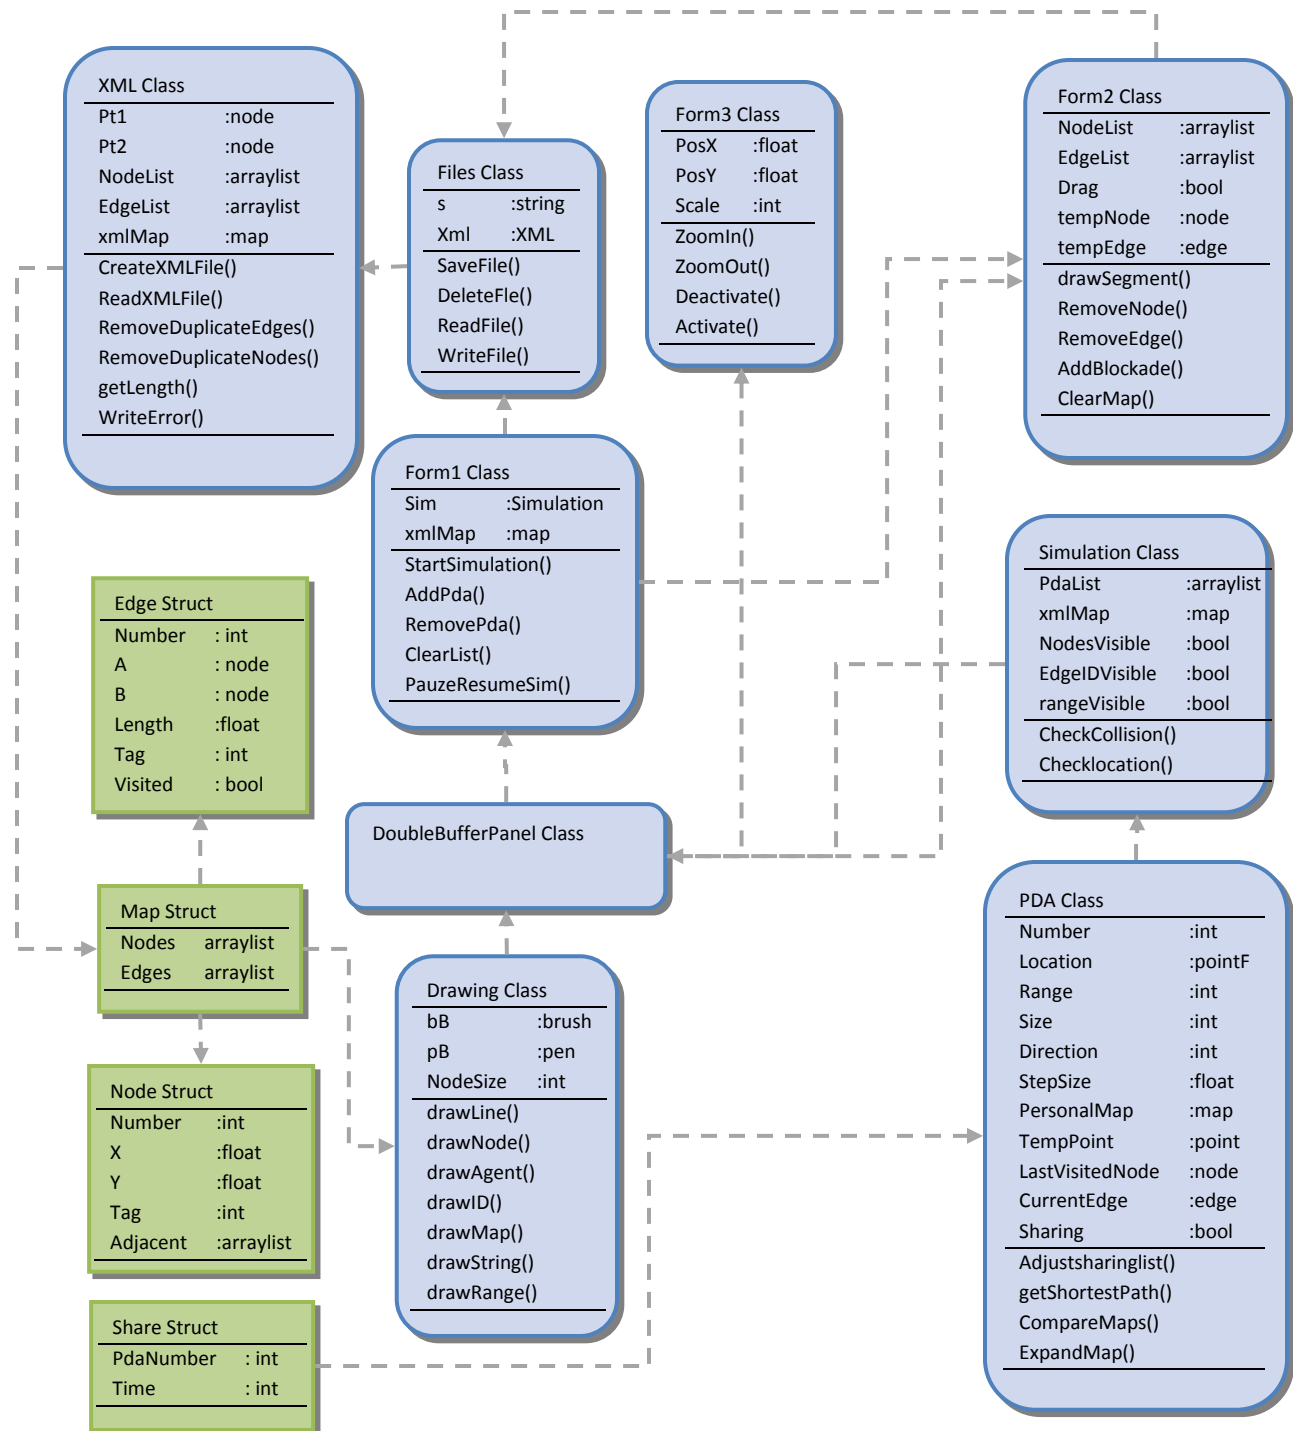 XML Class
Pt1 :node
Pt2 :node
NodeList :arraylist
EdgeList :arraylist
xmlMap :map
CreateXMLFile()
ReadXMLFile()
RemoveDuplicateEdges()
RemoveDuplicateNodes()
getLength()
WriteError()
Files Class
s :string
Xml :XML
SaveFile()
DeleteFle()
ReadFile()
WriteFile()
Form3 Class
PosX :float
PosY :float
Scale :int
ZoomIn()
ZoomOut()
Deactivate()
Activate()
Form2 Class
NodeList :arraylist
EdgeList :arraylist
Drag :bool
tempNode :node
tempEdge :edge
drawSegment()
RemoveNode()
RemoveEdge()
AddBlockade()
ClearMap()
Form1 Class
Sim :Simulation
xmlMap :map
StartSimulation()
AddPda()
RemovePda()
ClearList()
PauzeResumeSim()
Simulation Class
PdaList :arraylist
xmlMap :map
NodesVisible :bool
EdgeIDVisible :bool
rangeVisible :bool
CheckCollision()
Checklocation()
Edge Struct
Number : int
A : node
B : node
Length :float
Tag : int
Visited : bool
DoubleBufferPanel Class
Map Struct
Nodes arraylist
Edges arraylist
Drawing Class
bB :brush
pB :pen
NodeSize :int
drawLine()
drawNode()
drawAgent()
drawID()
drawMap()
drawString()
drawRange()
PDA Class
Number :int
Location :pointF
Range :int
Size :int
Direction :int
StepSize :float
PersonalMap :map
TempPoint :point
LastVisitedNode :node
CurrentEdge :edge
Sharing :bool
Adjustsharinglist()
getShortestPath()
CompareMaps()
ExpandMap()
Node Struct
Number :int
X :float
Y :float
Tag :int
Adjacent :arraylist
Share Struct
PdaNumber : int
Time : int